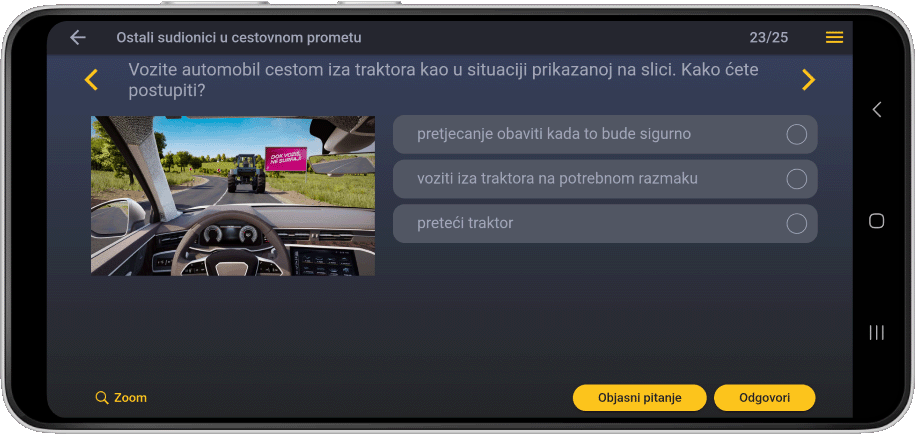 Ostali sudionici u cestovnom prometu
23/25
Vozite automobil cestom iza traktora kao u situaciji prikazanoj na slici. Kako ćete
postupiti?
DOK VOZIŠ,
NE SURFAJ!
pretjecanje obaviti kada to bude sigurno
voziti iza traktora na potrebnom razmaku
preteći traktor
Zoom
Objasni pitanje
Odgovori